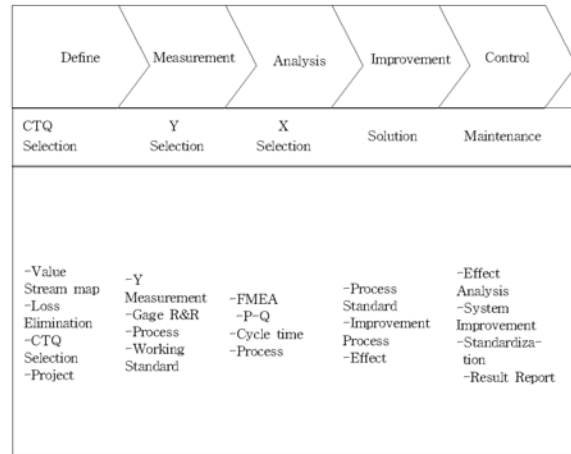 Define
Measurement
Analysis
Improvement
Control
CTQ
Selection
Y
Selection
X
Selection
Solution
Maintenance
-Value
Stream map
-Loss
Elimination
-CTQ
Selection
-Project
-Y
Measurement
-Gage R&R
-Process
-Working
Standard
-FMEA
-P-Q
-Cycle time
-Process
-Process
Standard
-Improvement
Process
-Effect
-Effect
Analysis
-System
Improvement
-Standardiza-
tion
-Result Report